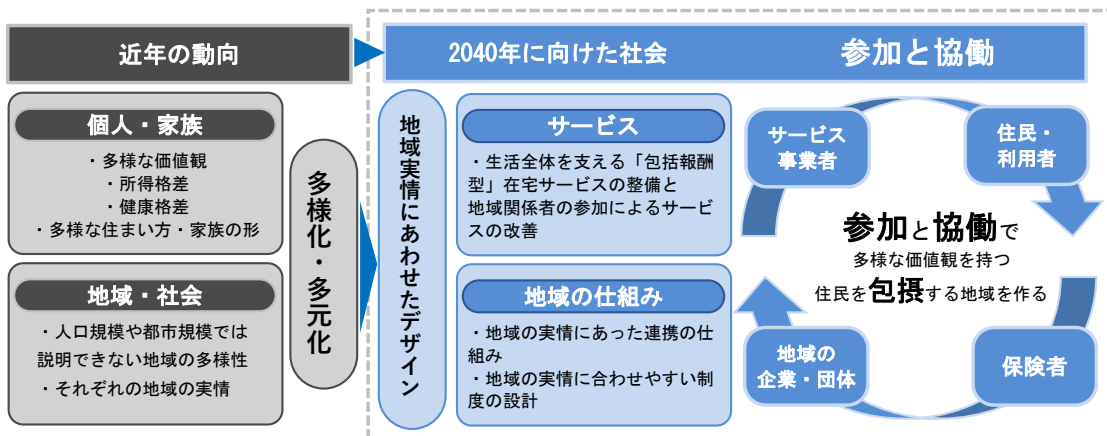 近年の動向
2040年に向けた社会
参加と協働
個人・家族
・多様な価値観
・所得格差
・健康格差
・多様な住まい方・家族の形
地域・社会
・人口規模や都市規模では
説明できない地域の多様性
・それぞれの地域の実情
多様化・多元化
地域実情にあわせたデザイン
サービス
・生活全体を支える「包括報酬
型」在宅サービスの整備と
地域関係者の参加によるサービ
スの改善
地域の仕組み
・地域の実情にあった連携の仕
組み
・地域の実情に合わせやすい制
度の設計
サービス
事業者
住民・
利用者
参加と協働で
多様な価値観を持つ
住民を包摂する地域を作る
地域の
企業・団体
保険者